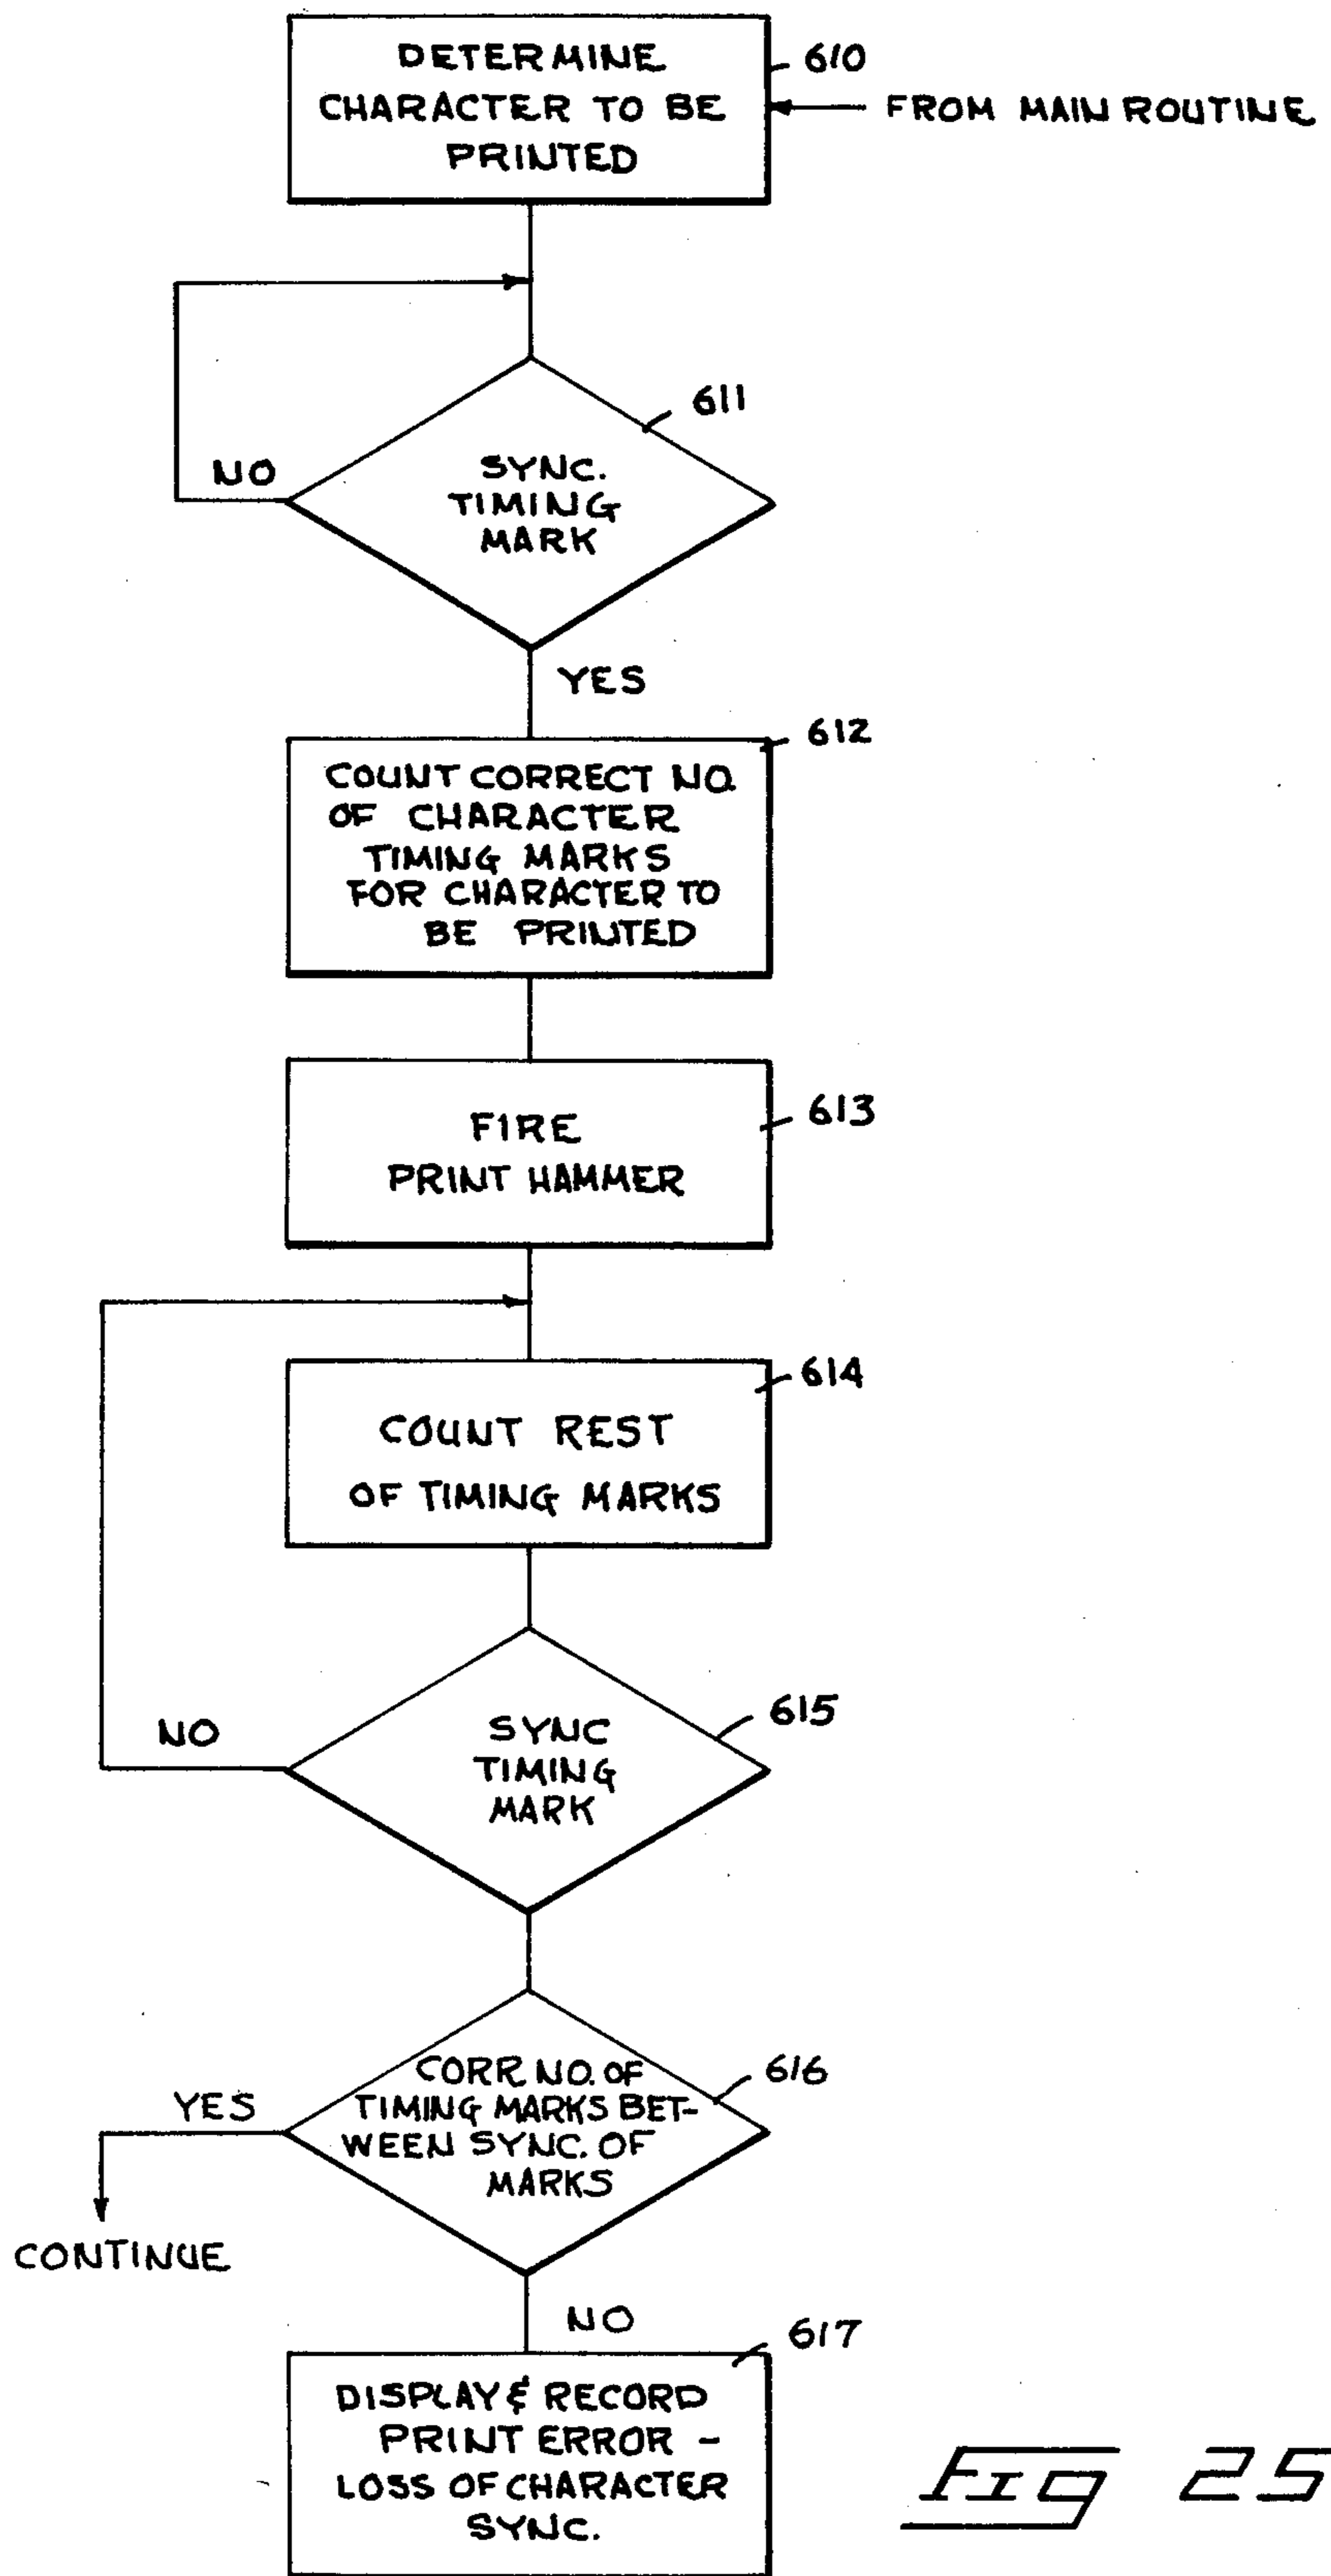 DETERMINE
CHARACTER TO BE
PRINTED
610
FROM MAIN ROUTINE
611
SYNC.
TIMING
MARK
NO
YES
612
COUNT CORRECT NO.
OF CHARACTER
TIMING MARKS
FOR CHARACTER TO
BE PRINTED
613
FIRE
PRINT HAMMER
614
COUNT REST
OF TIMING MARKS
615
SYNC
TIMING
MARK
NO
616
CORR NO. OF
TIMING MARKS BET-
WEEN SYNC. OF
MARKS
YES
CONTINUE
NO
617
DISPLAY & RECORD
PRINT ERROR -
LOSS OF CHARACTER
SYNC.
FIG 25